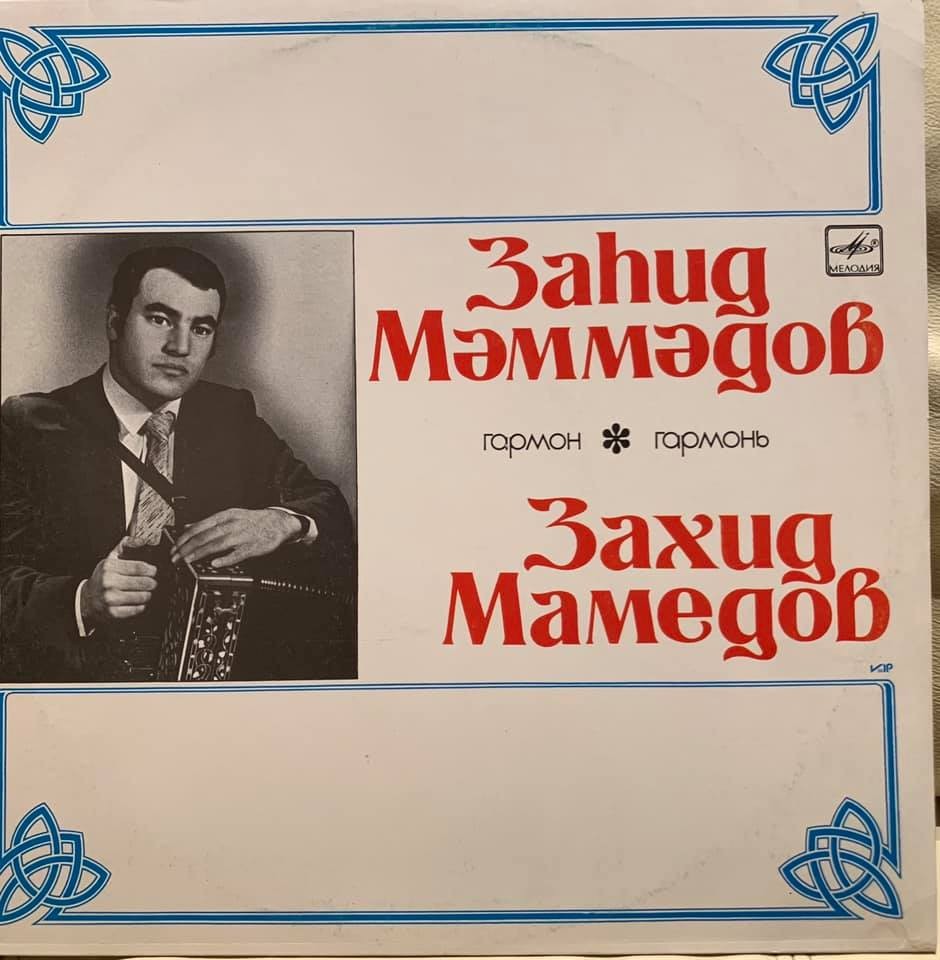 Заһид
Мәммәдов
МЕЛОДИЯ
гармон * гармонь
Захид
Мамедов